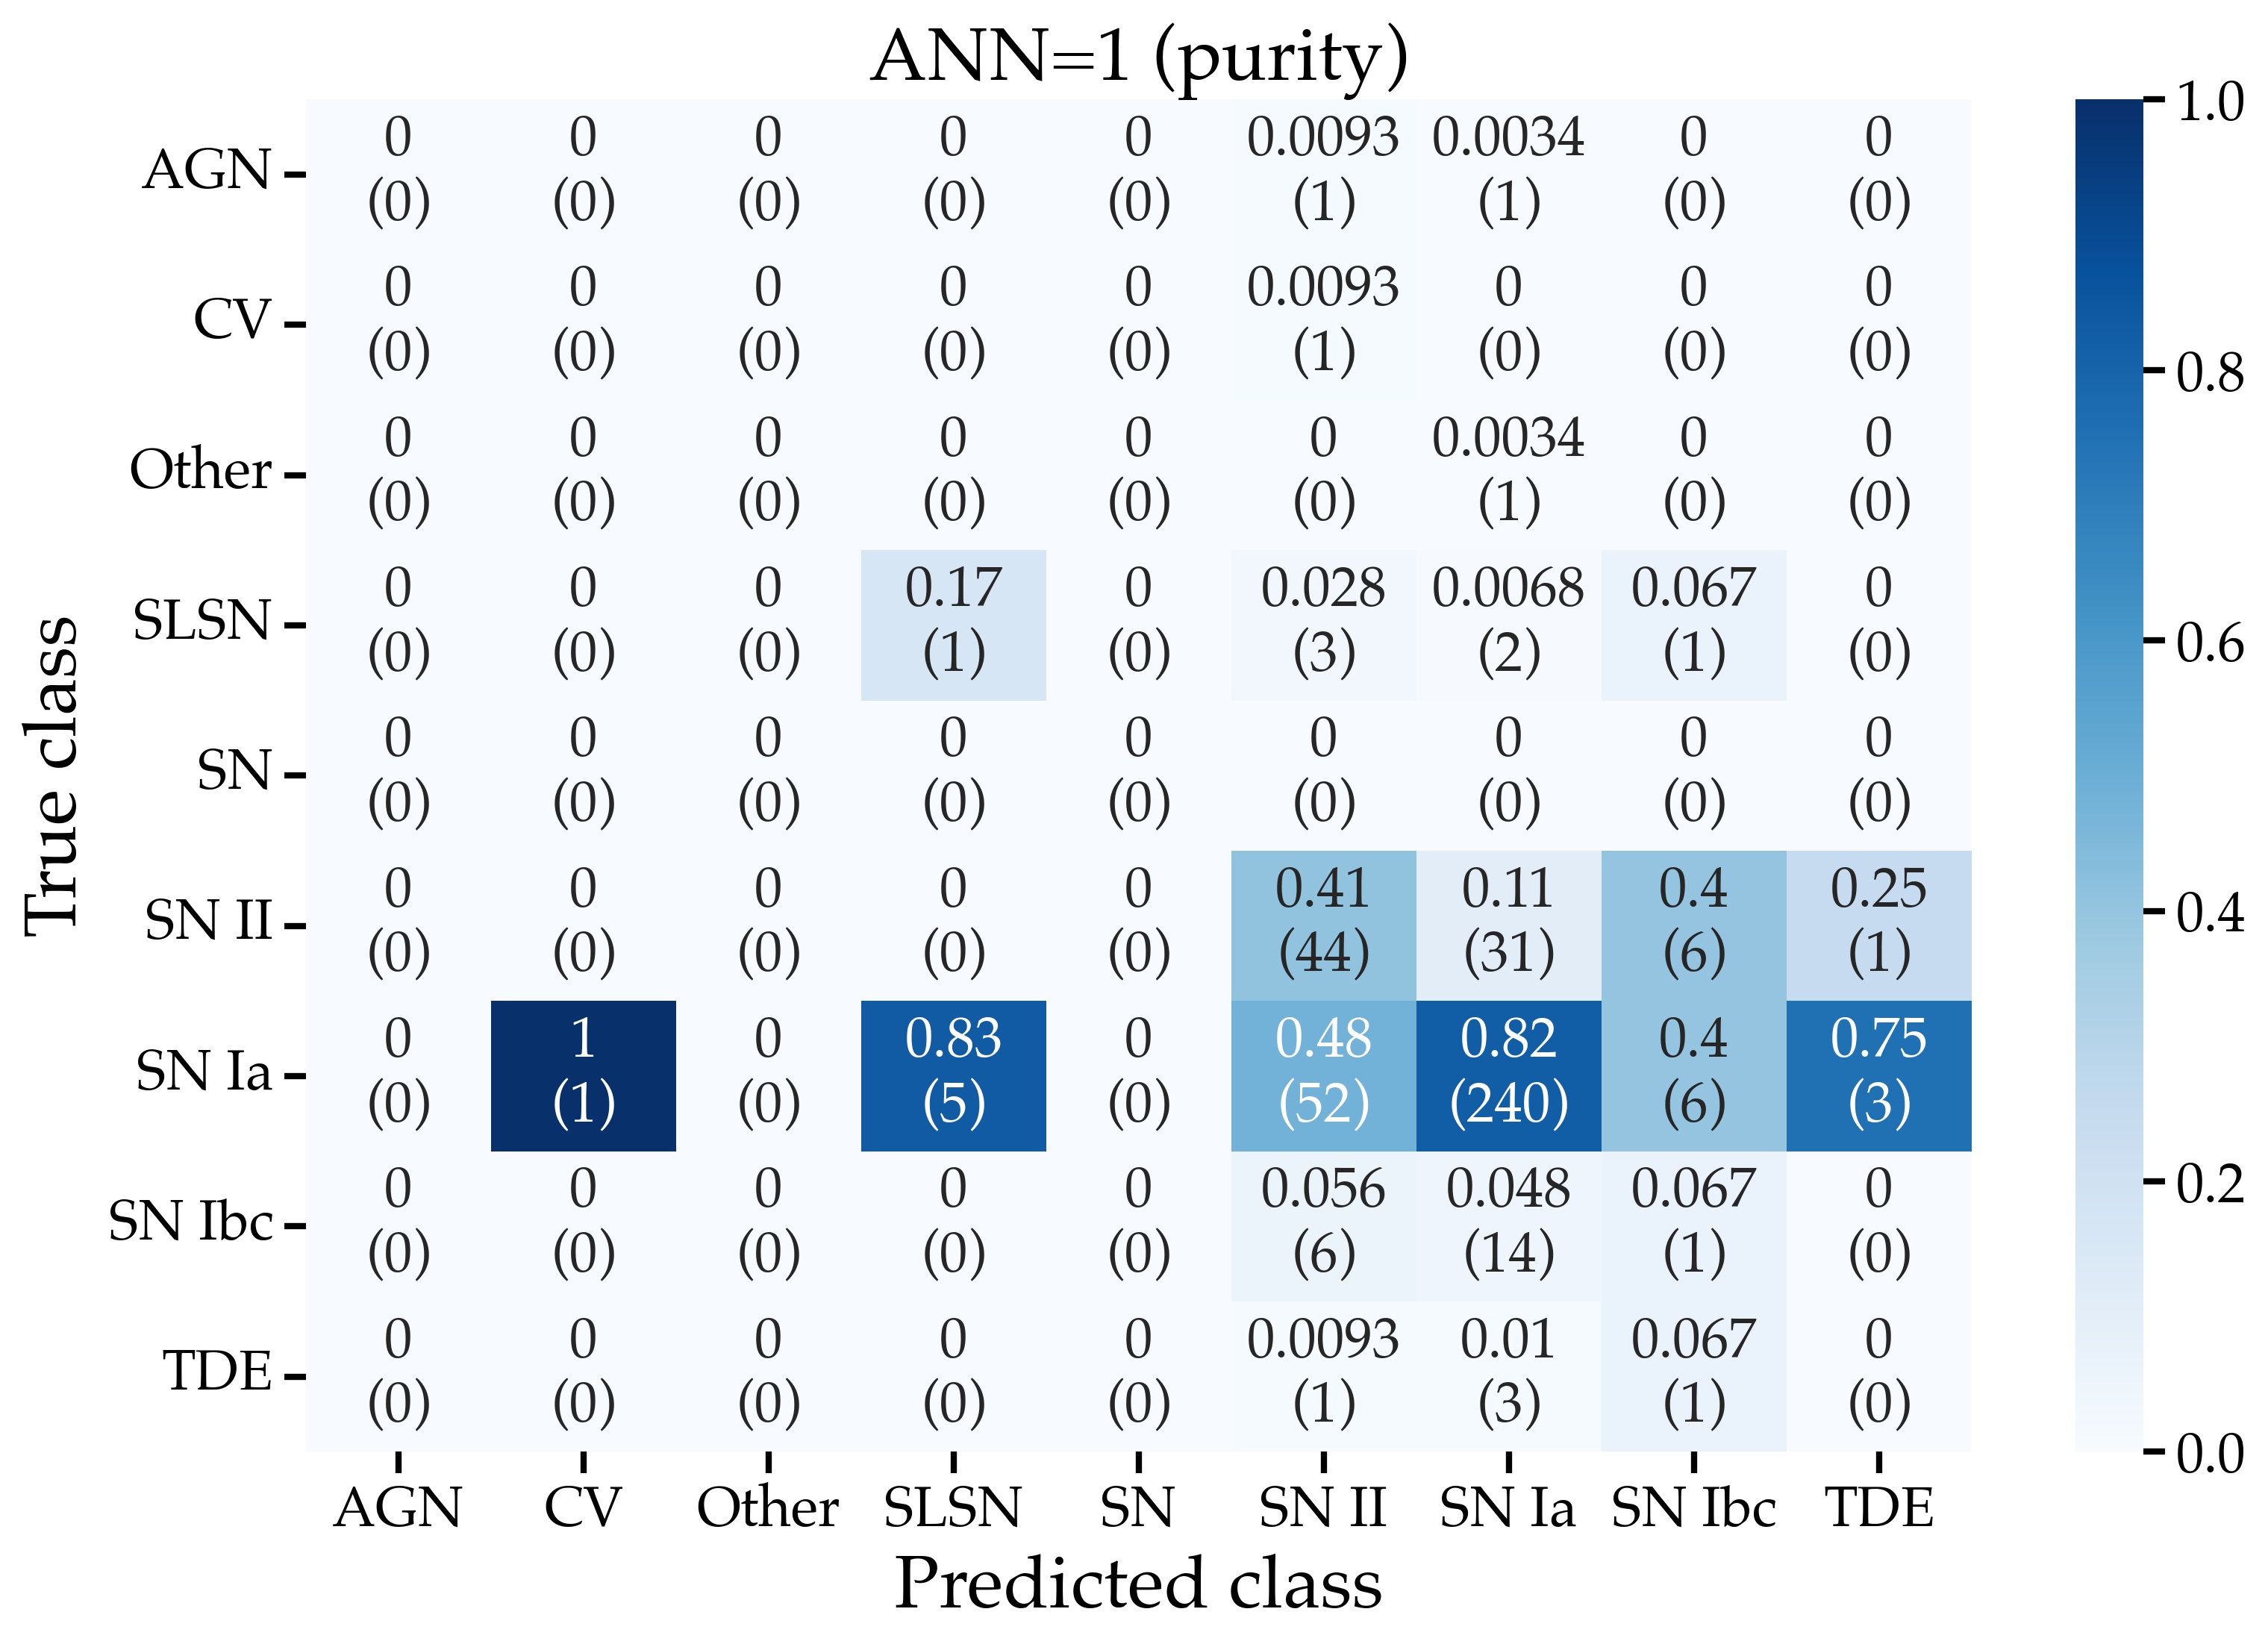 ANN=1 (purity)
AGN 0 0 0 0 0 0.0093 0.0034 0 0
(0) (0) (0) (0) (0) (1) (1) (0) (0)
CV 0 0 0 0 0 0.0093 0 0 0
(0) (0) (0) (0) (0) (1) (0) (0) (0)
Other 0 0 0 0 0 0 0.0034 0 0
(0) (0) (0) (0) (0) (0) (1) (0) (0)
SLSN 0 0 0 0.17 0 0.028 0.0068 0.067 0
(0) (0) (0) (1) (0) (3) (2) (1) (0)
SN 0 0 0 0 0 0 0 0 0
(0) (0) (0) (0) (0) (0) (0) (0) (0)
SN II 0 0 0 0 0 0.41 0.11 0.4 0.25
(0) (0) (0) (0) (0) (44) (31) (6) (1)
SN Ia 0 1 0 0.83 0 0.48 0.82 0.4 0.75
(0) (1) (0) (5) (0) (52) (240) (6) (3)
SN Ibc 0 0 0 0 0 0.056 0.048 0.067 0
(0) (0) (0) (0) (0) (6) (14) (1) (0)
TDE 0 0 0 0 0 0.0093 0.01 0.067 0
(0) (0) (0) (0) (0) (1) (3) (1) (0)
AGN CV Other SLSN SN SN II SN Ia SN Ibc TDE
Predicted class
True class
1.0
0.8
0.6
0.4
0.2
0.0